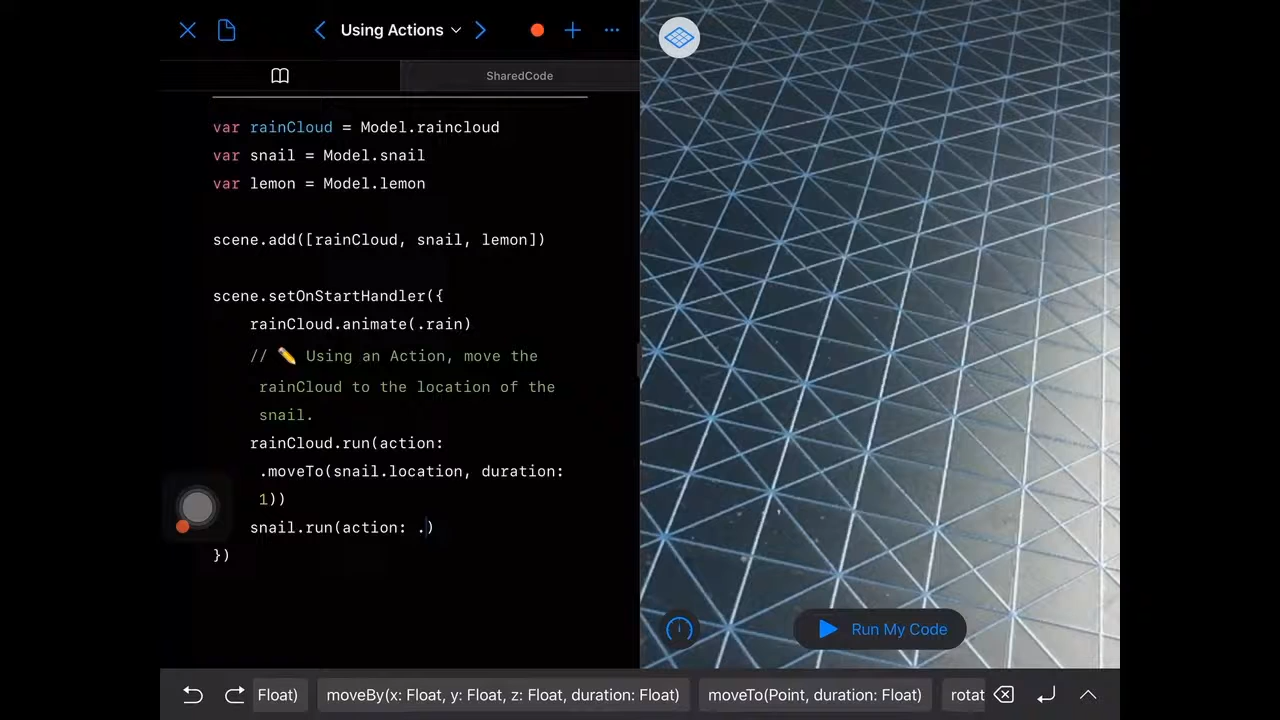 Using Actions
SharedCode
var rainCloud = Model.raincloud
var snail = Model.snail
var lemon = Model.lemon
scene.add([rainCloud, snail, lemon])
scene.setOnStartHandler({
rainCloud.animate(.rain)
// ✏️ Using an Action, move the
rainCloud to the location of the
snail.
rainCloud.run(action:
.moveTo(snail.location, duration:
1))
snail.run(action: .)
})
Run My Code
Float) moveBy(x: Float, y: Float, z: Float, duration: Float) moveTo(Point, duration: Float) rotat